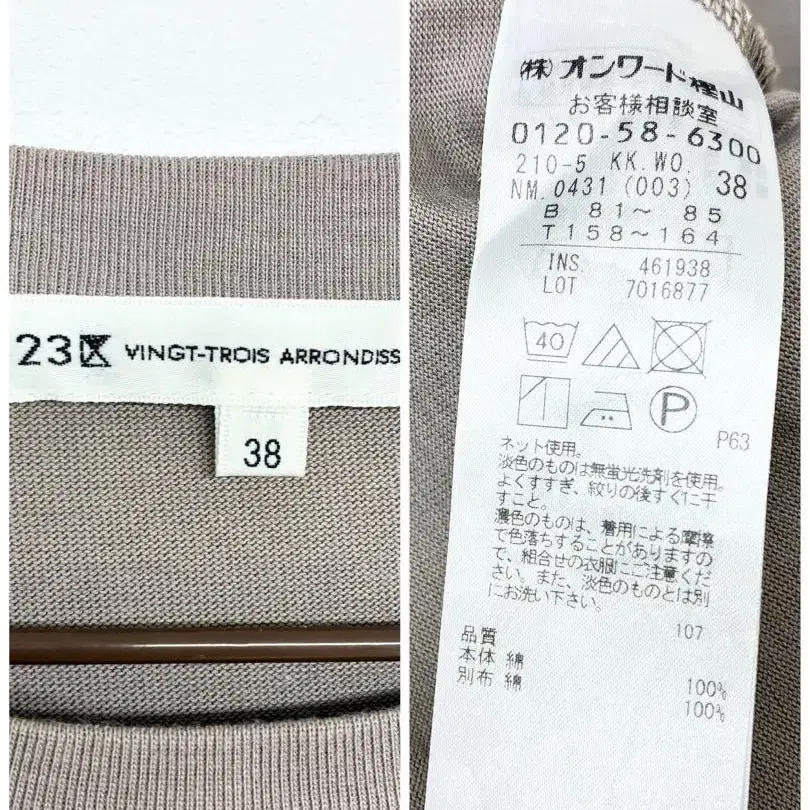 23区 VINGT-TROIS ARRONDISS
38
(株)オンワード樫山
お客様相談室
0120-58-6300
210-5 KK.WO.
NM.0431 (003) 38
B 81～ 85
T158～164
INS. 461938
LOT 7016877
40
P
P63
ネット使用。
淡色のものは無蛍光洗剤を使用。
よくすすぎ、絞りの後すぐに干
すこと。
濃色のものは、着用による摩擦
で色落ちすることがありますの
で、組合せの衣服にご注意くだ
さい。また、淡色のものとは別
にお洗い下さい。
107
品質
本体 綿 100%
別布 綿 100%